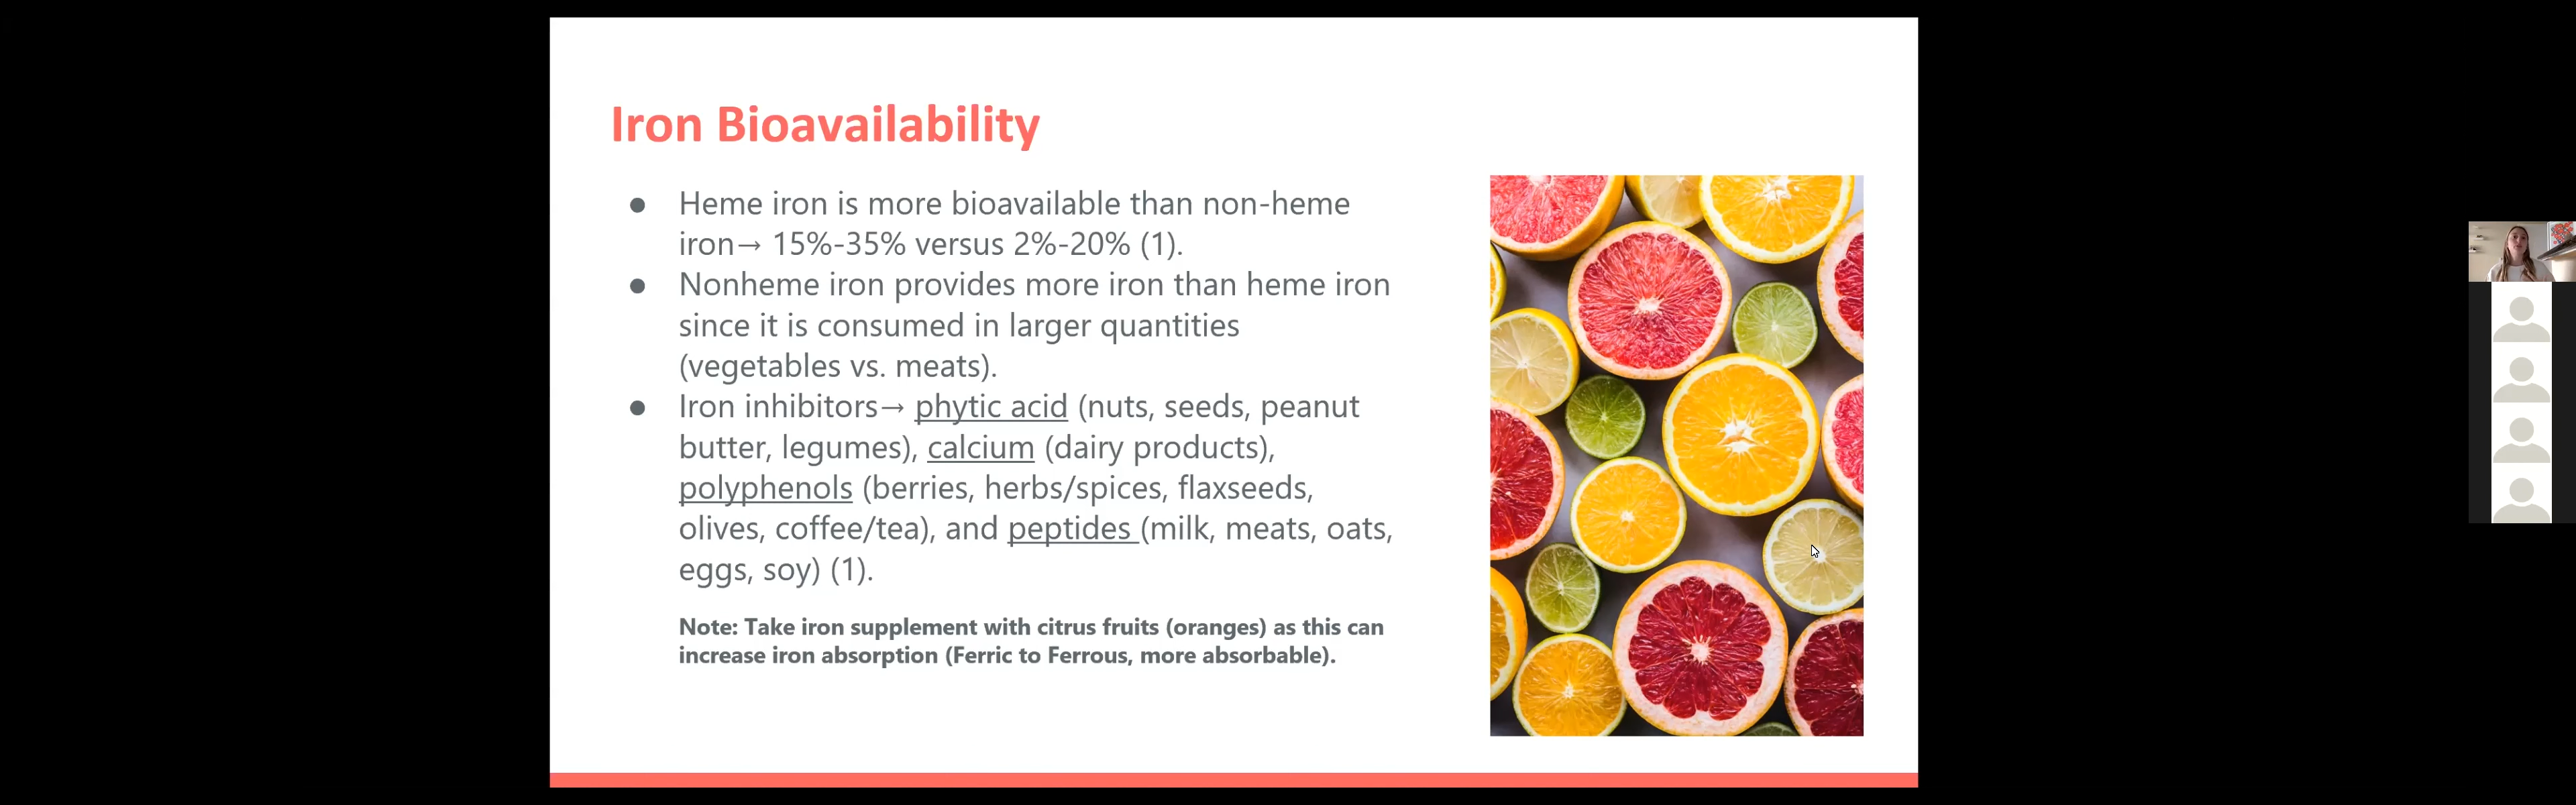 Iron Bioavailability
● Heme iron is more bioavailable than non-heme
iron→ 15%-35% versus 2%-20% (1).
● Nonheme iron provides more iron than heme iron
since it is consumed in larger quantities
(vegetables vs. meats).
● Iron inhibitors→ phytic acid (nuts, seeds, peanut
butter, legumes), calcium (dairy products),
polyphenols (berries, herbs/spices, flaxseeds,
olives, coffee/tea), and peptides (milk, meats, oats,
eggs, soy) (1).
Note: Take iron supplement with citrus fruits (oranges) as this can
increase iron absorption (Ferric to Ferrous, more absorbable).